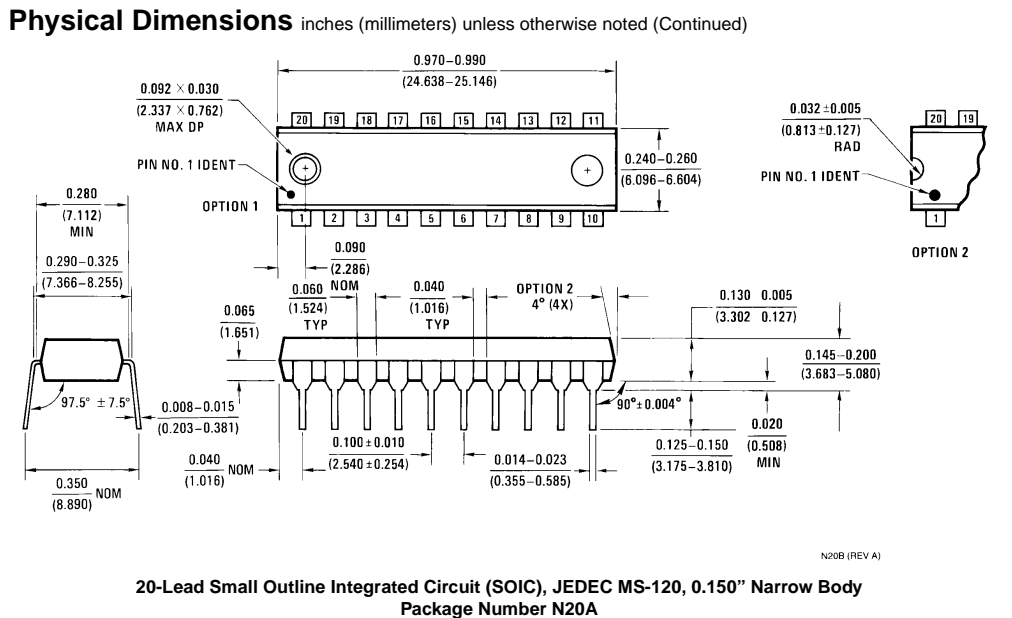 Physical Dimensions inches (millimeters) unless otherwise noted (Continued)
0.970–0.990
(24.638–25.146)
0.092 × 0.030
(2.337 × 0.762)
MAX DP
20 19 18 17 16 15 14 13 12 11
0.032 ±0.005
(0.813 ±0.127)
RAD
20 19
PIN NO. 1 IDENT
0.240–0.260
(6.096–6.604)
PIN NO. 1 IDENT
OPTION 1
1 2 3 4 5 6 7 8 9 10
1
OPTION 2
0.280
(7.112)
MIN
0.090
(2.286)
NOM
0.290–0.325
(7.366–8.255)
0.060
(1.524)
TYP
0.040
(1.016)
TYP
OPTION 2
4° (4X)
0.130 0.005
(3.302 0.127)
0.065
(1.651)
0.145–0.200
(3.683–5.080)
97.5° ±7.5°
0.008–0.015
(0.203–0.381)
90°±0.004°
0.020
(0.508)
MIN
0.100 ±0.010
(2.540 ±0.254)
0.125–0.150
(3.175–3.810)
0.040
(1.016)
NOM
0.014–0.023
(0.355–0.585)
0.350
(8.890)
NOM
N20B (REV A)
20-Lead Small Outline Integrated Circuit (SOIC), JEDEC MS-120, 0.150” Narrow Body
Package Number N20A